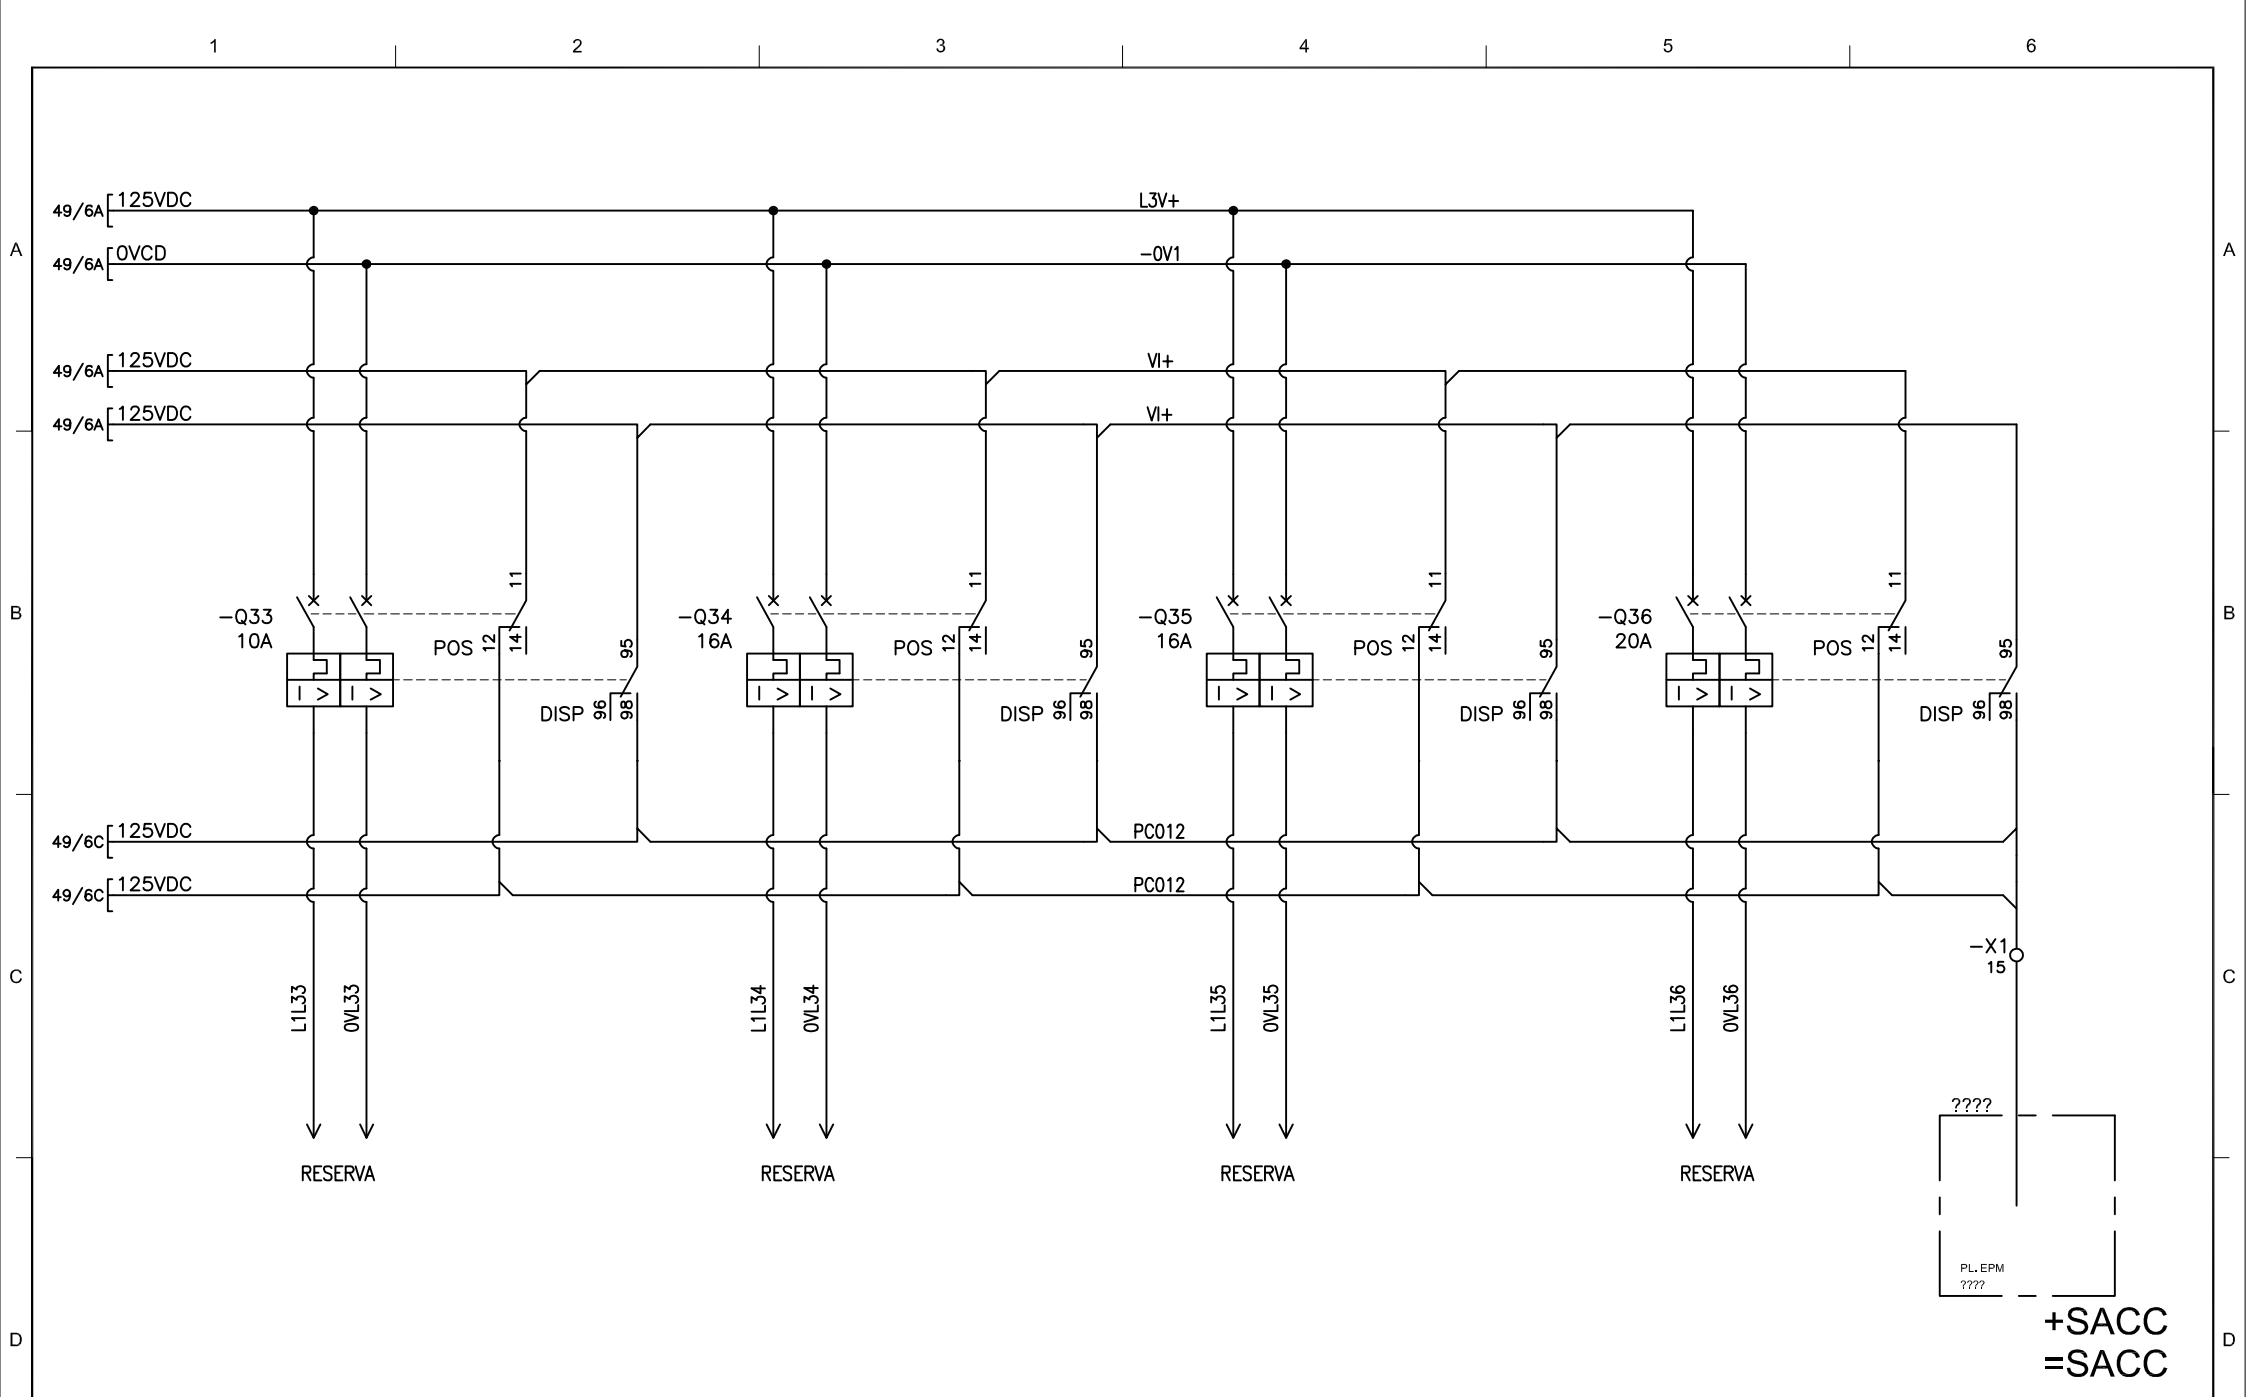 1 2 3 4 5 6
49/6A 125VDC L3V+
A 49/6A 0VCD -0V1 A
49/6A 125VDC VI+
49/6A 125VDC VI+
11 11 11 11
B -Q33 -Q34 -Q35 -Q36 B
10A 16A 16A 20A
POS 12 14 95 POS 12 14 95 POS 12 14 95 POS 12 14 95
I > I > I > I > I > I > I > I >
DISP 96 98 DISP 96 98 DISP 96 98 DISP 96 98
49/6C 125VDC PC012
49/6C 125VDC PC012
-X1
C 15 C
L1L33 0VL33 L1L34 0VL34 L1L35 0VL35 L1L36 0VL36
????
RESERVA RESERVA RESERVA RESERVA
PL.EPM
????
+SACC
D D
=SACC